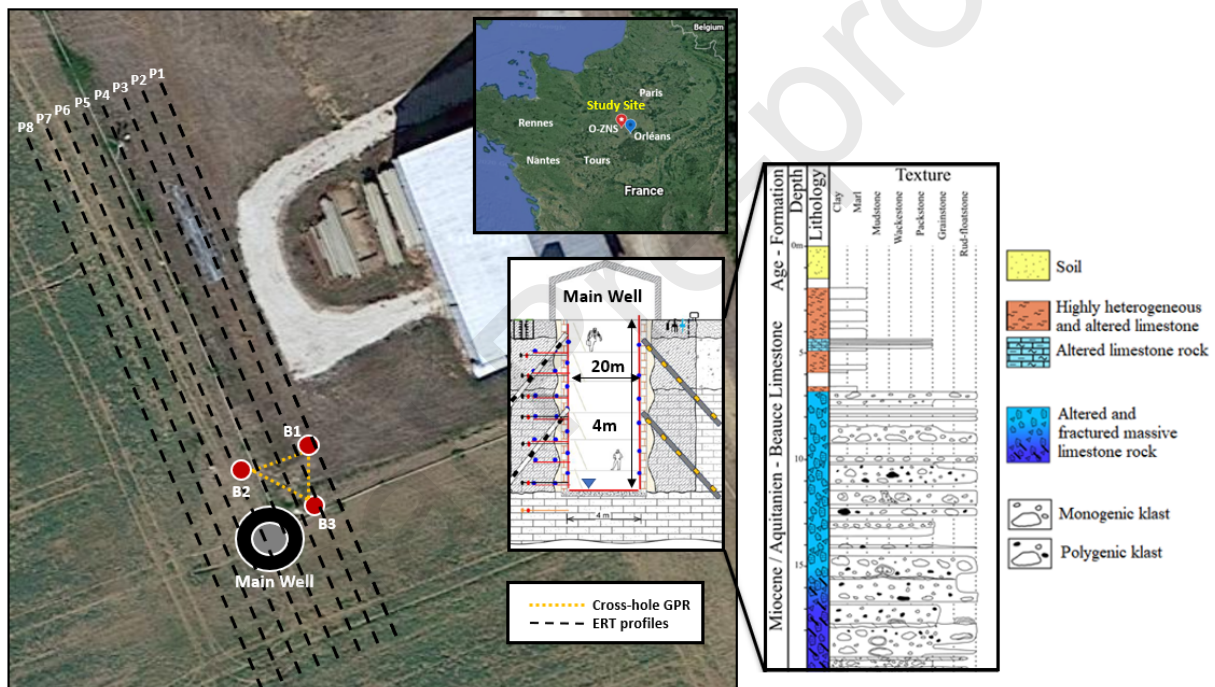 P8
P7
P6
P5
P4
P3
P2
P1
B1
B2
B3
Main Well
Belgium
Paris
Study Site
O-ZNS
Orléans
Rennes
Nantes
Tours
France
Main Well
20m
4m
4 m
Cross-hole GPR
ERT profiles
Age - Formation
Depth
Lithology
Texture
Clay
Marl
Mudstone
Wackestone
Packstone
Grainstone
Rud-floatstone
0m
5
10
15
Miocene / Aquitanien - Beauce Limestone
Soil
Highly heterogeneous
and altered limestone
Altered limestone rock
Altered and
fractured massive
limestone rock
Monogenic klast
Polygenic klast